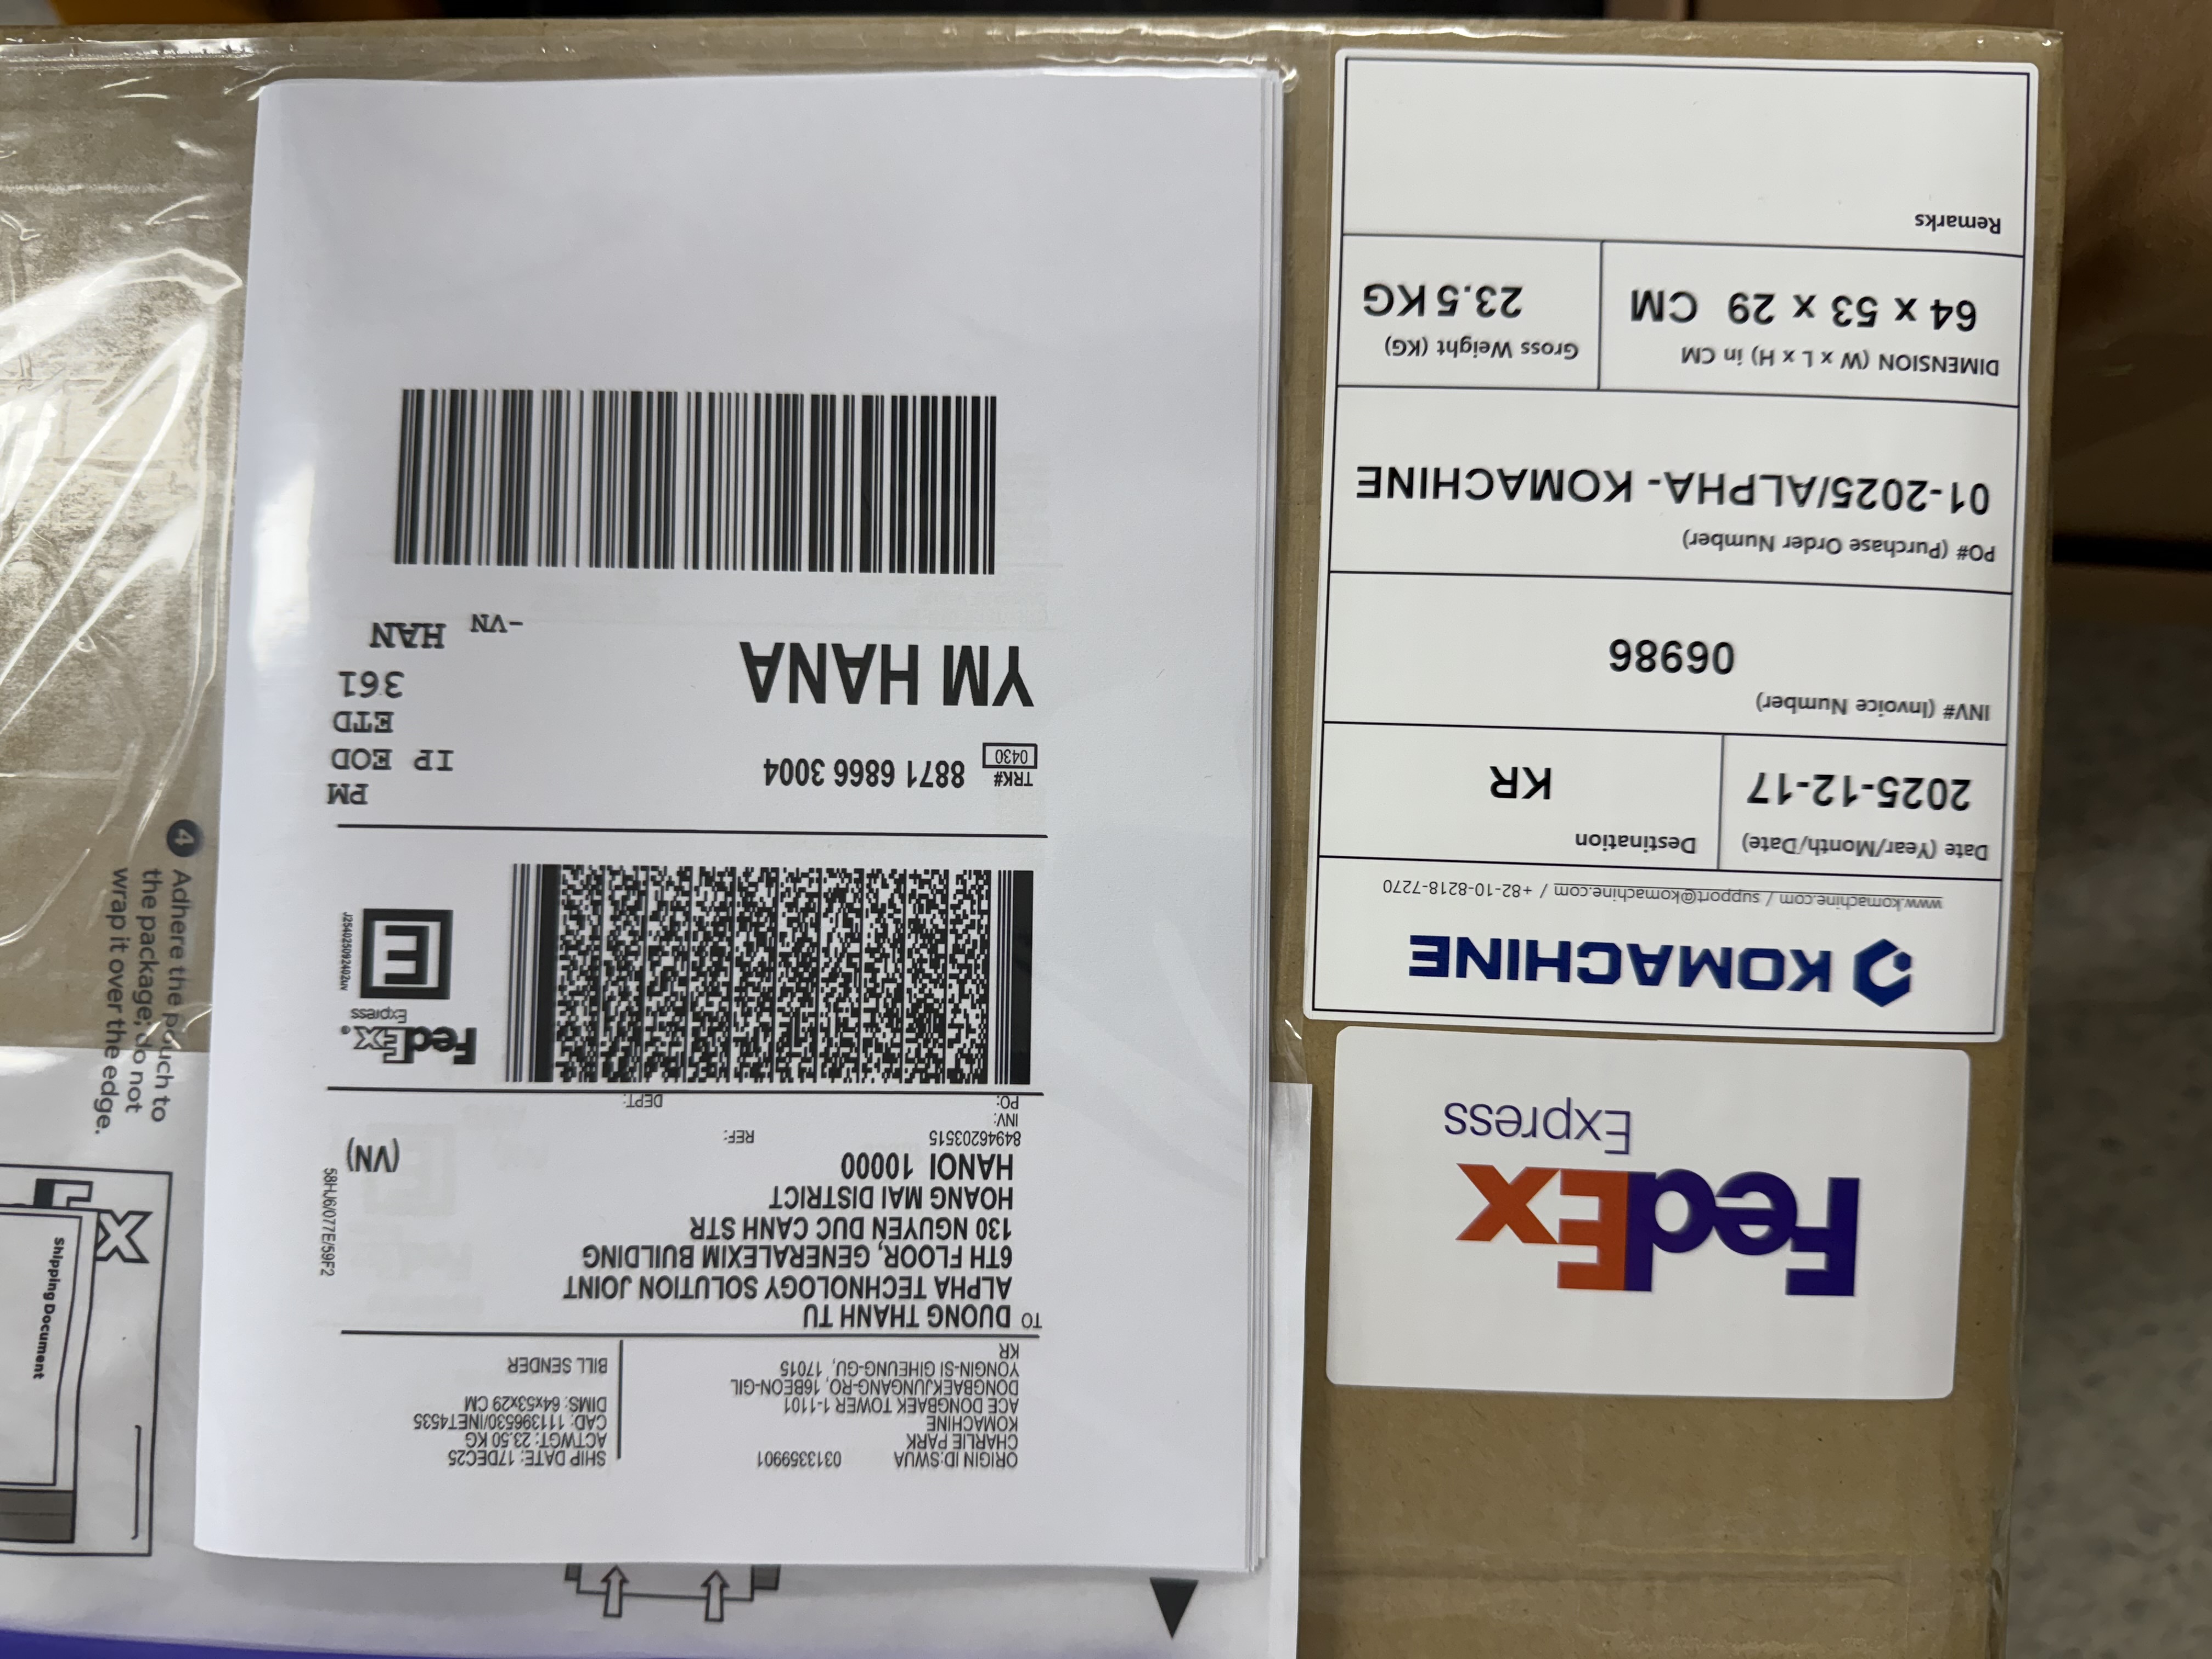 ORIGIN ID:SWUA 0313359901
CHARLIE PARK
KOMACHINE
ACE DONGBAEK TOWER 1-1101
DONGBAEKJUNGANG-RO, 16BEON-GIL
YONGIN-SI GIHEUNG-GU, 17015
KR
SHIP DATE: 17DEC25
ACTWGT: 23.50 KG
CAD: 111396530/INET4535
DIMS: 64x53x29 CM
BILL SENDER
TO DUONG THANH TU
ALPHA TECHNOLOGY SOLUTION JOINT
6TH FLOOR, GENERALEXIM BUILDING
130 NGUYEN DUC CANH STR
HOANG MAI DISTRICT
HANOI 10000
(VN)
84946203515 REF:
INV:
PO: DEPT:
58HJ6/077E/59F2
FedEx®
Express
E
J254025092402uv
TRK# 8871 6866 3004
0430
PM
IP EOD
ETD
361
YM HANA
-VN HAN
FedEx
Express
KOMACHINE
www.komachine.com / support@komachine.com / +82-10-8218-7270
Date (Year/Month/Date)
2025-12-17
Destination
KR
INV# (Invoice Number)
06986
PO# (Purchase Order Number)
01-2025/ALPHA- KOMACHINE
DIMENSION (W x L x H) in CM
64 x 53 x 29 CM
Gross Weight (KG)
23.5 KG
Remarks
4 Adhere the pouch to
the package; do not
wrap it over the edge.
Shipping Document